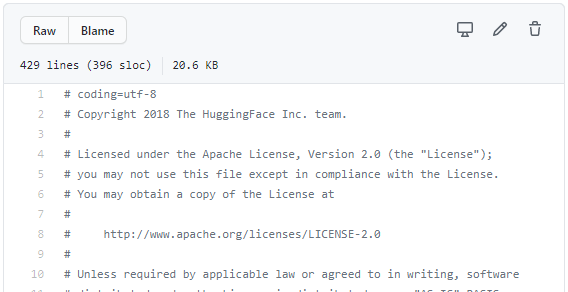 Raw Blame
429 lines (396 sloc) 20.6 KB
1 # coding=utf-8
2 # Copyright 2018 The HuggingFace Inc. team.
3 #
4 # Licensed under the Apache License, Version 2.0 (the "License");
5 # you may not use this file except in compliance with the License.
6 # You may obtain a copy of the License at
7 #
8 #     http://www.apache.org/licenses/LICENSE-2.0
9 #
10 # Unless required by applicable law or agreed to in writing, software